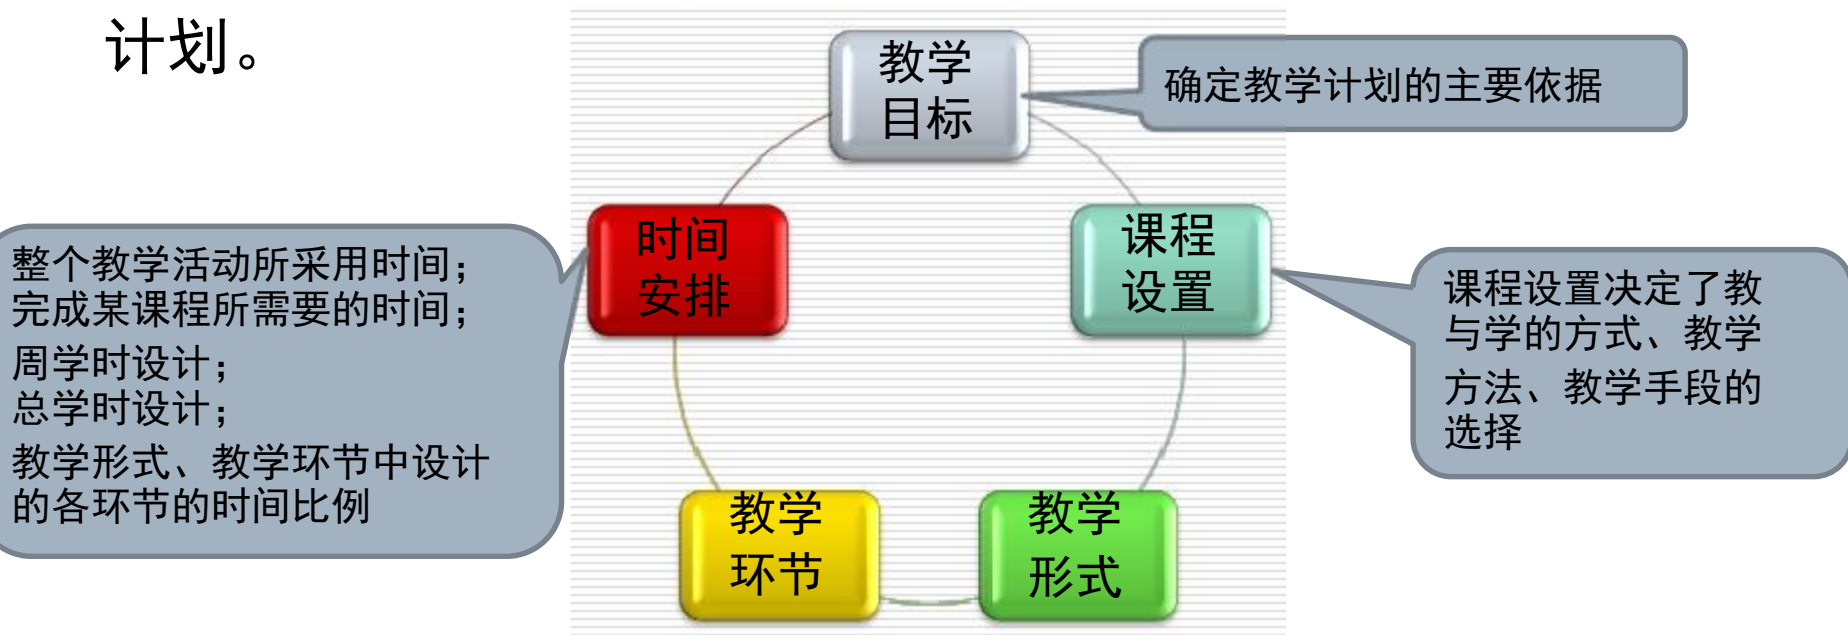 计划。
教学
目标
确定教学计划的主要依据
时间
安排
课程
设置
整个教学活动所采用时间；
完成某课程所需要的时间；
周学时设计；
总学时设计；
教学形式、教学环节中设计
的各环节的时间比例
课程设置决定了教
与学的方式、教学
方法、教学手段的
选择
教学
环节
教学
形式